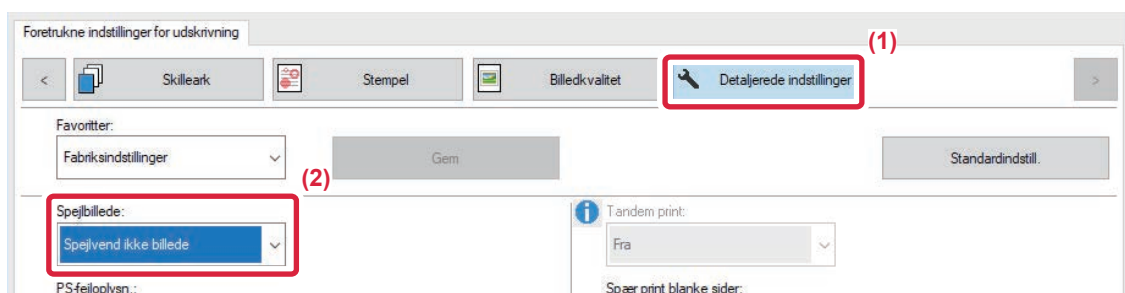 Foretrukne indstillinger for udskrivning
(1)
< Skilleark Stempel Billedkvalitet Detaljerede indstillinger >
Favoritter:
Fabriksindstillinger Gem Standardindstill.
(2)
Spejlbillede: Tandem print:
Spejlvend ikke billede Fra
PS-fejloplysn.: Spær print blanke sider: